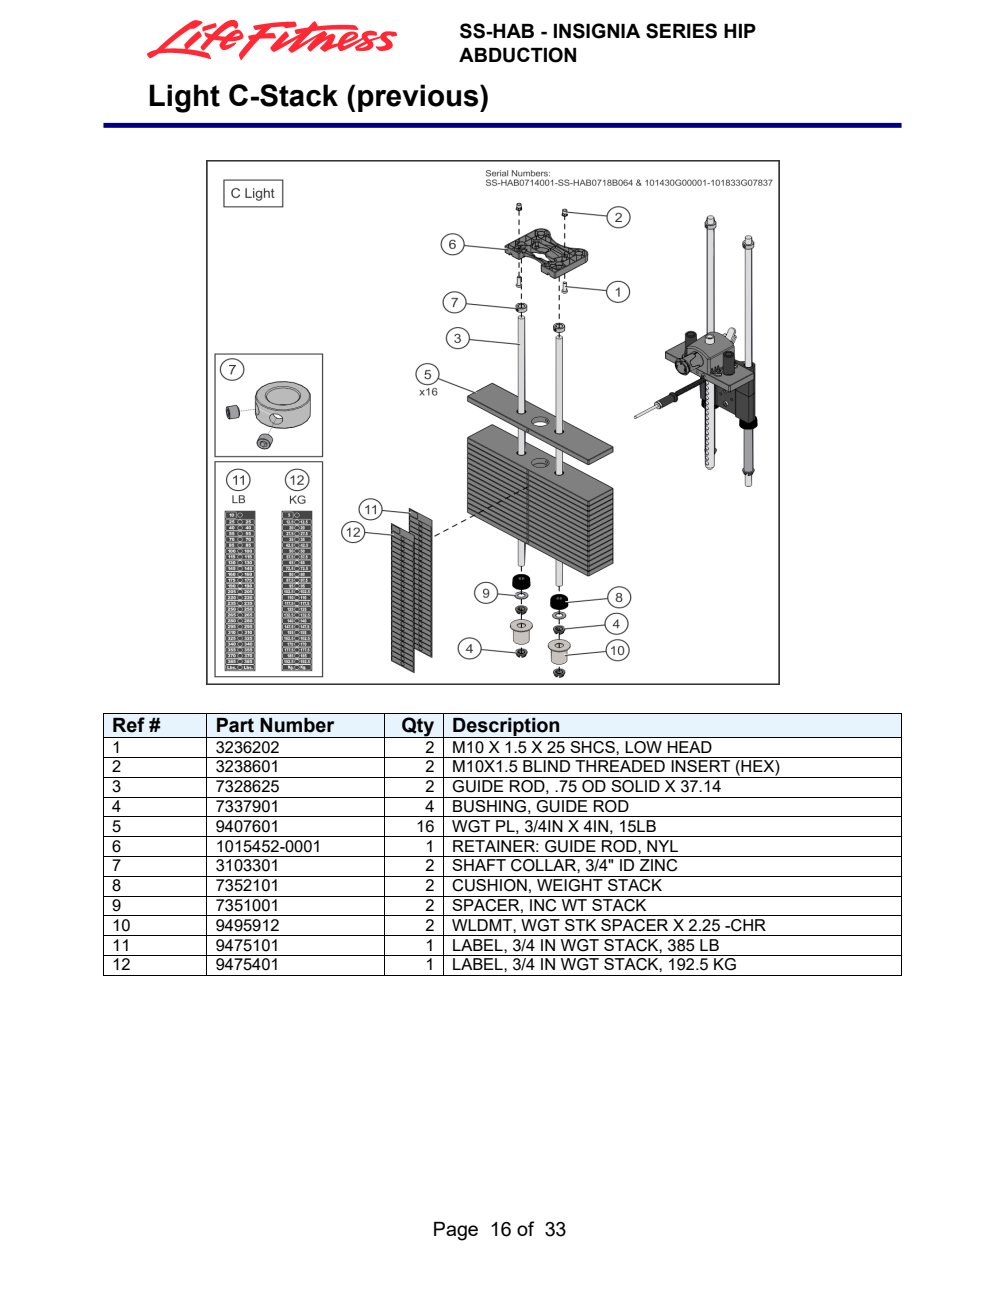 Life Fitness
SS-HAB - INSIGNIA SERIES HIP
ABDUCTION
Light C-Stack (previous)
C Light
Serial Numbers:
SS-HAB0714001-SS-HAB0718B064 & 101430G00001-101833G07837
2
6
1
7
3
5
x16
7
11
LB
12
KG
11
12
9
8
4
4
10
Ref # Part Number Qty Description
1 3236202 2 M10 X 1.5 X 25 SHCS, LOW HEAD
2 3238601 2 M10X1.5 BLIND THREADED INSERT (HEX)
3 7328625 2 GUIDE ROD, .75 OD SOLID X 37.14
4 7337901 4 BUSHING, GUIDE ROD
5 9407601 16 WGT PL, 3/4IN X 4IN, 15LB
6 1015452-0001 1 RETAINER: GUIDE ROD, NYL
7 3103301 2 SHAFT COLLAR, 3/4" ID ZINC
8 7352101 2 CUSHION, WEIGHT STACK
9 7351001 2 SPACER, INC WT STACK
10 9495912 2 WLDMT, WGT STK SPACER X 2.25 -CHR
11 9475101 1 LABEL, 3/4 IN WGT STACK, 385 LB
12 9475401 1 LABEL, 3/4 IN WGT STACK, 192.5 KG
Page 16 of 33